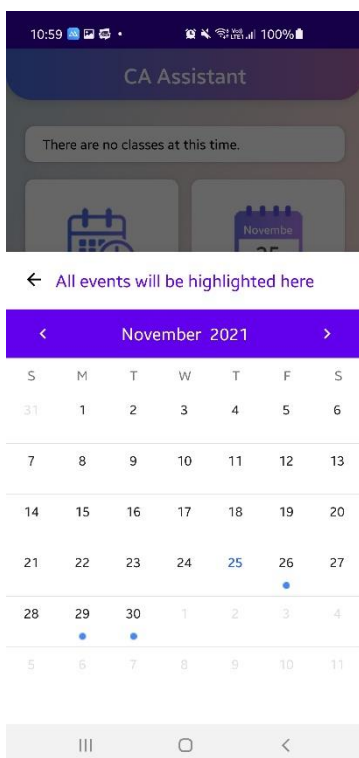 10:59 100%
CA Assistant
There are no classes at this time.
Novembe
25
All events will be highlighted here
November 2021
S M T W T F S
31 1 2 3 4 5 6
7 8 9 10 11 12 13
14 15 16 17 18 19 20
21 22 23 24 25 26 27
28 29 30 1 2 3 4
5 6 7 8 9 10 11